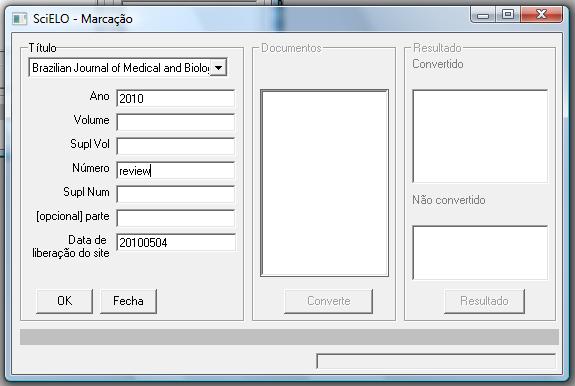 SciELO - Marcação
Título
Brazilian Journal of Medical and Biolog
Ano 2010
Volume
Supl Vol
Número review
Supl Num
[opcional] parte
Data de
liberação do site 20100504
OK Fecha
Documentos
Converte
Resultado
Convertido
Não convertido
Resultado